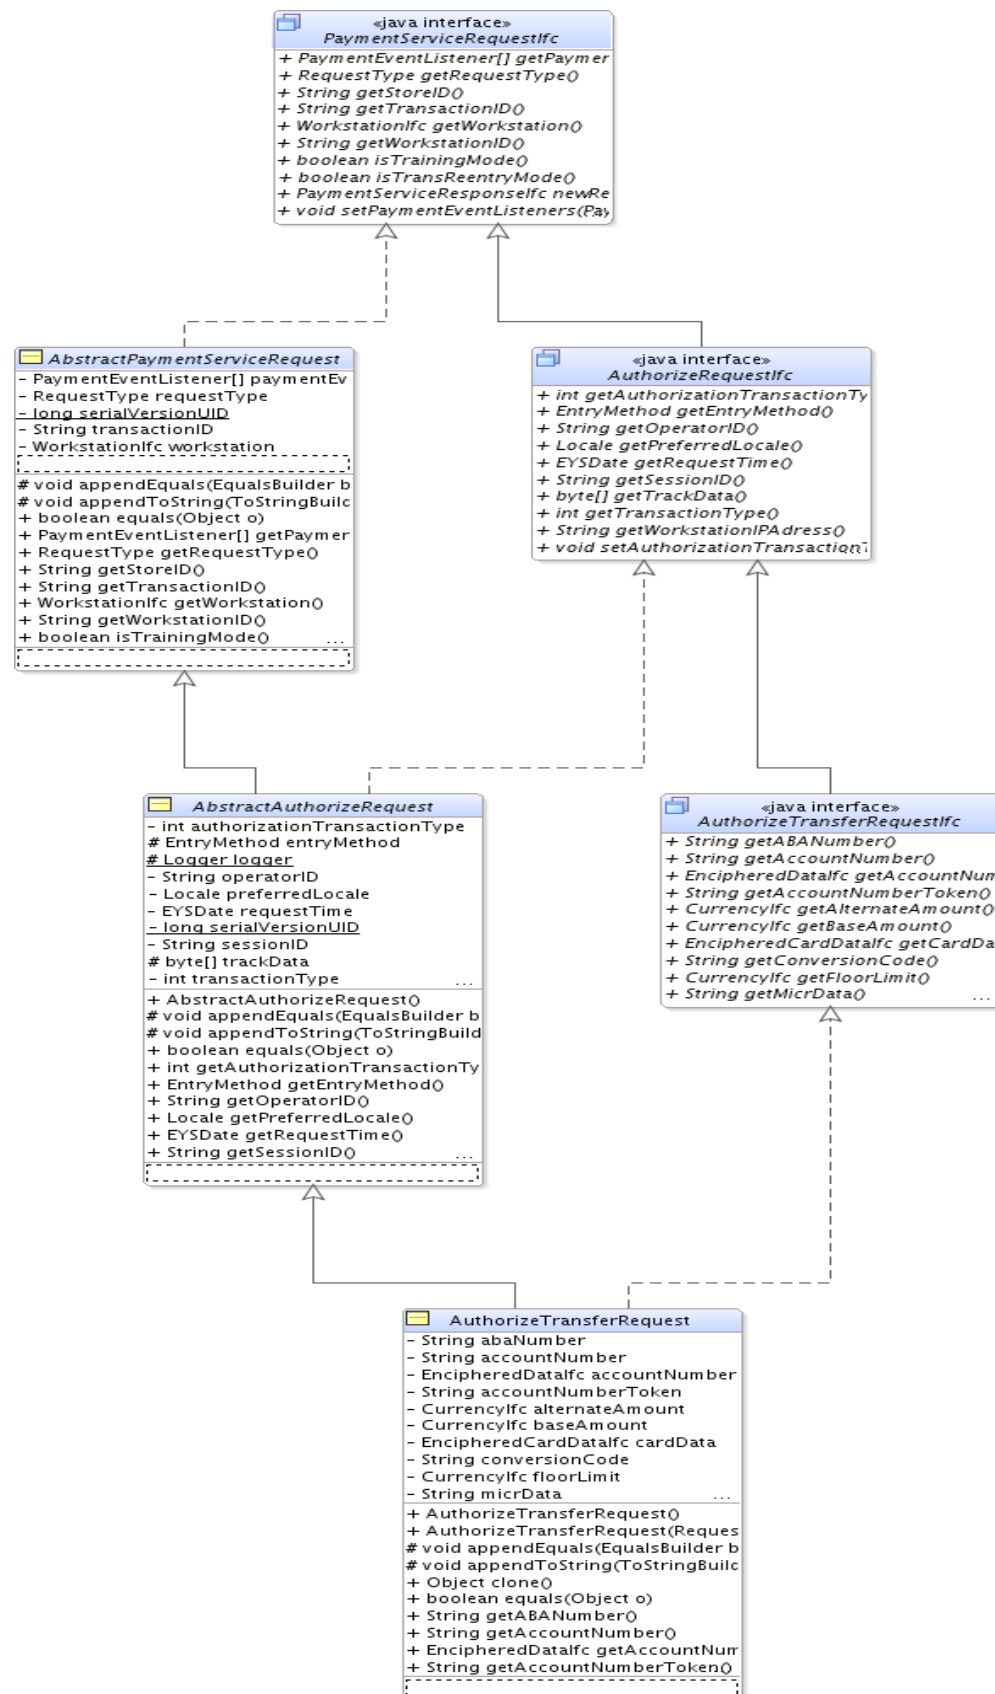 «java interface»
PaymentServiceRequestIfc
+ PaymentEventListener[] getPaymer
+ RequestType getRequestType()
+ String getStoreID()
+ String getTransactionID()
+ WorkstationIfc getWorkstation()
+ String getWorkstationID()
+ boolean isTrainingMode()
+ boolean isTransReentryMode()
+ PaymentServiceResponseIfc newRe
+ void setPaymentEventListeners(Pay
AbstractPaymentServiceRequest
- PaymentEventListener[] paymentEv
- RequestType requestType
- long serialVersionUID
- String transactionID
- WorkstationIfc workstation
# void appendEquals(EqualsBuilder b
# void appendToString(ToStringBuilc
+ boolean equals(Object o)
+ PaymentEventListener[] getPaymer
+ RequestType getRequestType()
+ String getStoreID()
+ String getTransactionID()
+ WorkstationIfc getWorkstation()
+ String getWorkstationID()
+ boolean isTrainingMode() ...
«java interface»
AuthorizeRequestIfc
+ int getAuthorizationTransactionTy
+ EntryMethod getEntryMethod()
+ String getOperatorID()
+ Locale getPreferredLocale()
+ EYSDate getRequestTime()
+ String getSessionID()
+ byte[] getTrackData()
+ int getTransactionType()
+ String getWorkstationIPAdress()
+ void setAuthorizationTransactionT
AbstractAuthorizeRequest
- int authorizationTransactionType
# EntryMethod entryMethod
# Logger logger
- String operatorID
- Locale preferredLocale
- EYSDate requestTime
- long serialVersionUID
- String sessionID
# byte[] trackData
- int transactionType ...
+ AbstractAuthorizeRequest()
# void appendEquals(EqualsBuilder b
# void appendToString(ToStringBuild
+ boolean equals(Object o)
+ int getAuthorizationTransactionTy
+ EntryMethod getEntryMethod()
+ String getOperatorID()
+ Locale getPreferredLocale()
+ EYSDate getRequestTime()
+ String getSessionID() ...
«java interface»
AuthorizeTransferRequestIfc
+ String getABANumber()
+ String getAccountNumber()
+ EncipheredDataIfc getAccountNum
+ String getAccountNumberToken()
+ CurrencyIfc getAlternateAmount()
+ CurrencyIfc getBaseAmount()
+ EncipheredCardDataIfc getCardDa
+ String getConversionCode()
+ CurrencyIfc getFloorLimit()
+ String getMicrData() ...
AuthorizeTransferRequest
- String abaNumber
- String accountNumber
- EncipheredDataIfc accountNumber
- String accountNumberToken
- CurrencyIfc alternateAmount
- CurrencyIfc baseAmount
- EncipheredCardDataIfc cardData
- String conversionCode
- CurrencyIfc floorLimit
- String micrData ...
+ AuthorizeTransferRequest()
+ AuthorizeTransferRequest(Reques
# void appendEquals(EqualsBuilder b
# void appendToString(ToStringBuilc
+ Object clone()
+ boolean equals(Object o)
+ String getABANumber()
+ String getAccountNumber()
+ EncipheredDataIfc getAccountNum
+ String getAccountNumberToken()